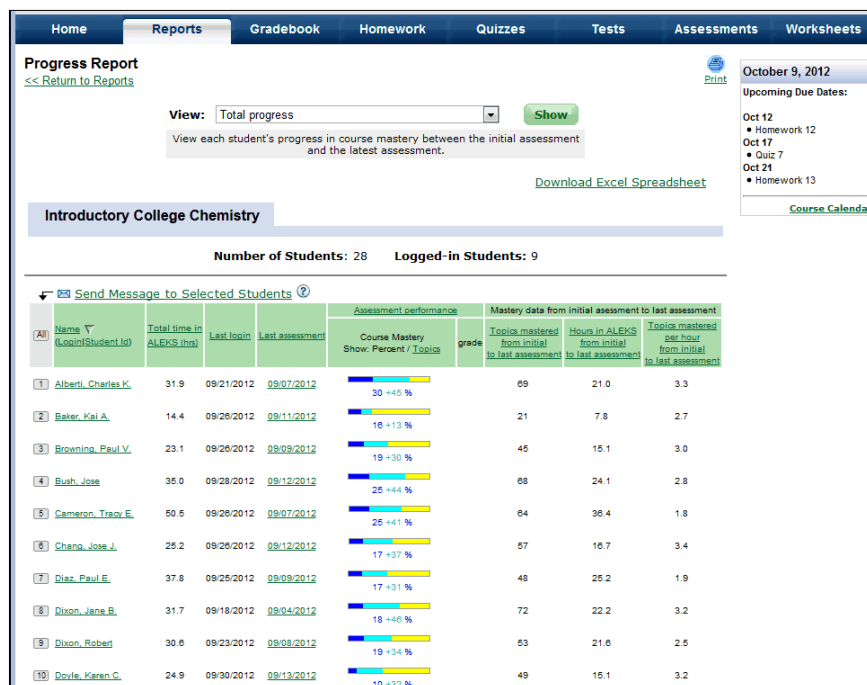 Home Reports Gradebook Homework Quizzes Tests Assessments Worksheets
Progress Report
<< Return to Reports
Print
View: Total progress Show
View each student's progress in course mastery between the initial assessment
and the latest assessment.
Download Excel Spreadsheet
October 9, 2012
Upcoming Due Dates:
Oct 12
• Homework 12
Oct 17
• Quiz 7
Oct 21
• Homework 13
Course Calenda
Introductory College Chemistry
Number of Students: 28 Logged-in Students: 9
Send Message to Selected Students ?
Assessment performance Mastery data from initial asessment to last assessment
All Name (Login|Student Id) Total time in ALEKS (hrs) Last login Last assessment Course Mastery Show: Percent / Topics grade Topics mastered from initial to last assessment Hours in ALEKS from initial to last assessment Topics mastered per hour from initial to last assessment
1 Alberti, Charles K. 31.9 09/21/2012 09/07/2012 30 +45 % 69 21.0 3.3
2 Baker, Kai A. 14.4 09/26/2012 09/11/2012 16 +13 % 21 7.8 2.7
3 Browning, Paul V. 23.1 09/26/2012 09/09/2012 19 +30 % 45 15.1 3.0
4 Bush, Jose 35.0 09/28/2012 09/12/2012 25 +44 % 68 24.1 2.8
5 Cameron, Tracy E. 50.5 09/26/2012 09/07/2012 25 +41 % 64 36.4 1.8
6 Chang, Jose J. 25.2 09/26/2012 09/12/2012 17 +37 % 57 16.7 3.4
7 Diaz, Paul E. 37.8 09/25/2012 09/09/2012 17 +31 % 48 25.2 1.9
8 Dixon, Jane B. 31.7 09/18/2012 09/04/2012 18 +46 % 72 22.2 3.2
9 Dixon, Robert 30.6 09/23/2012 09/08/2012 19 +34 % 53 21.6 2.5
10 Doyle, Karen C. 24.9 09/30/2012 09/13/2012 49 15.1 3.2